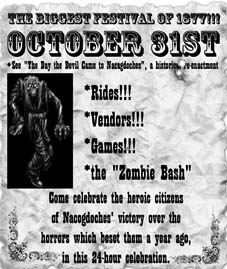 THE BIGGEST FESTIVAL OF 1877!!!
OCTOBER 31ST
*See "The Day the Devil Came to Nacogdoches", a historical re-enactment
*Rides!!!
*Vendors!!!
*Games!!!
*the "Zombie Bash"
Come celebrate the heroic citizens
of Nacogdoches' victory over the
horrors which beset them a year ago,
in this 24-hour celebration.